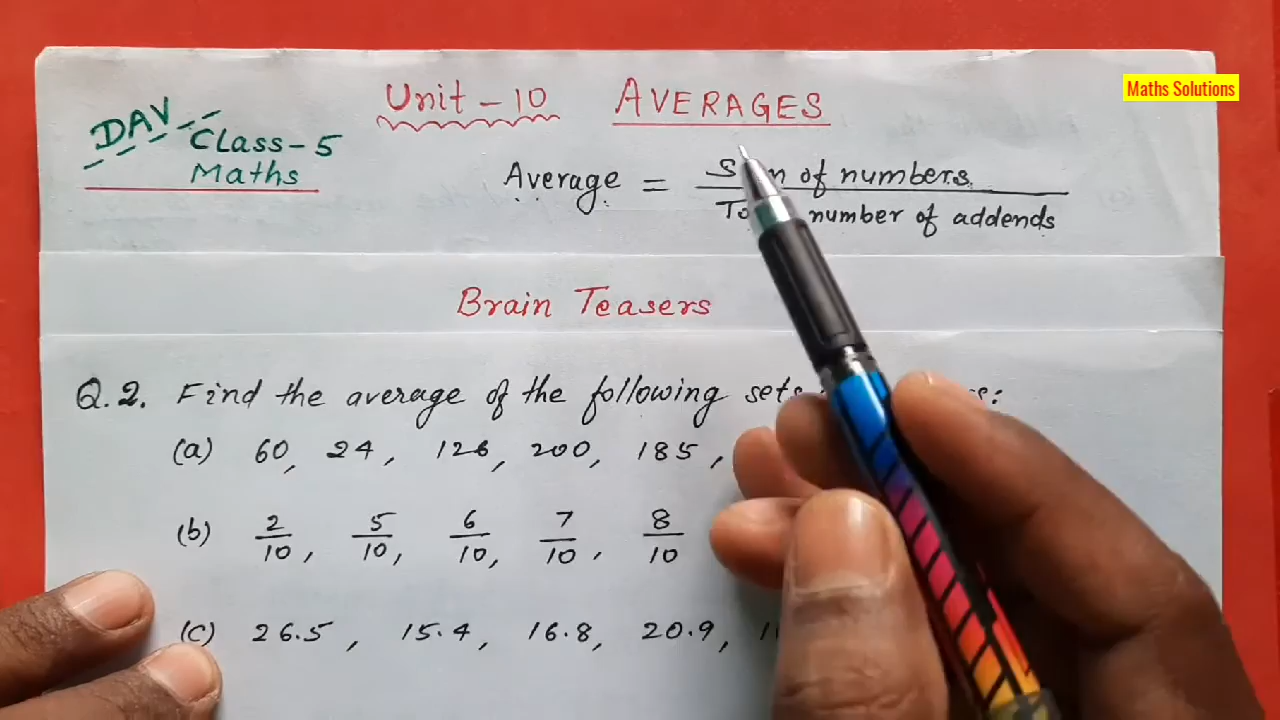 Maths Solutions
DAV
Class-5
Maths
Unit-10 AVERAGES
Average = Sum of numbers
number of addends
Brain Teasers
Q.2. Find the average of the following sets
(a) 60, 24, 126, 200, 185,
(b) 2/10, 5/10, 6/10, 7/10, 8/10
(c) 26.5, 15.4, 16.8, 20.9,